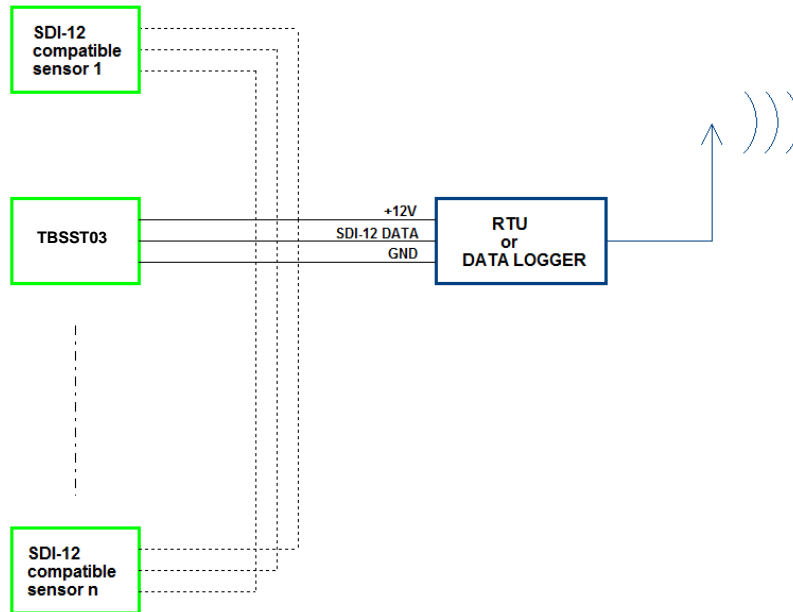 SDI-12
compatible
sensor 1
TBSST03
+12V
SDI-12 DATA
GND
RTU
or
DATA LOGGER
SDI-12
compatible
sensor n